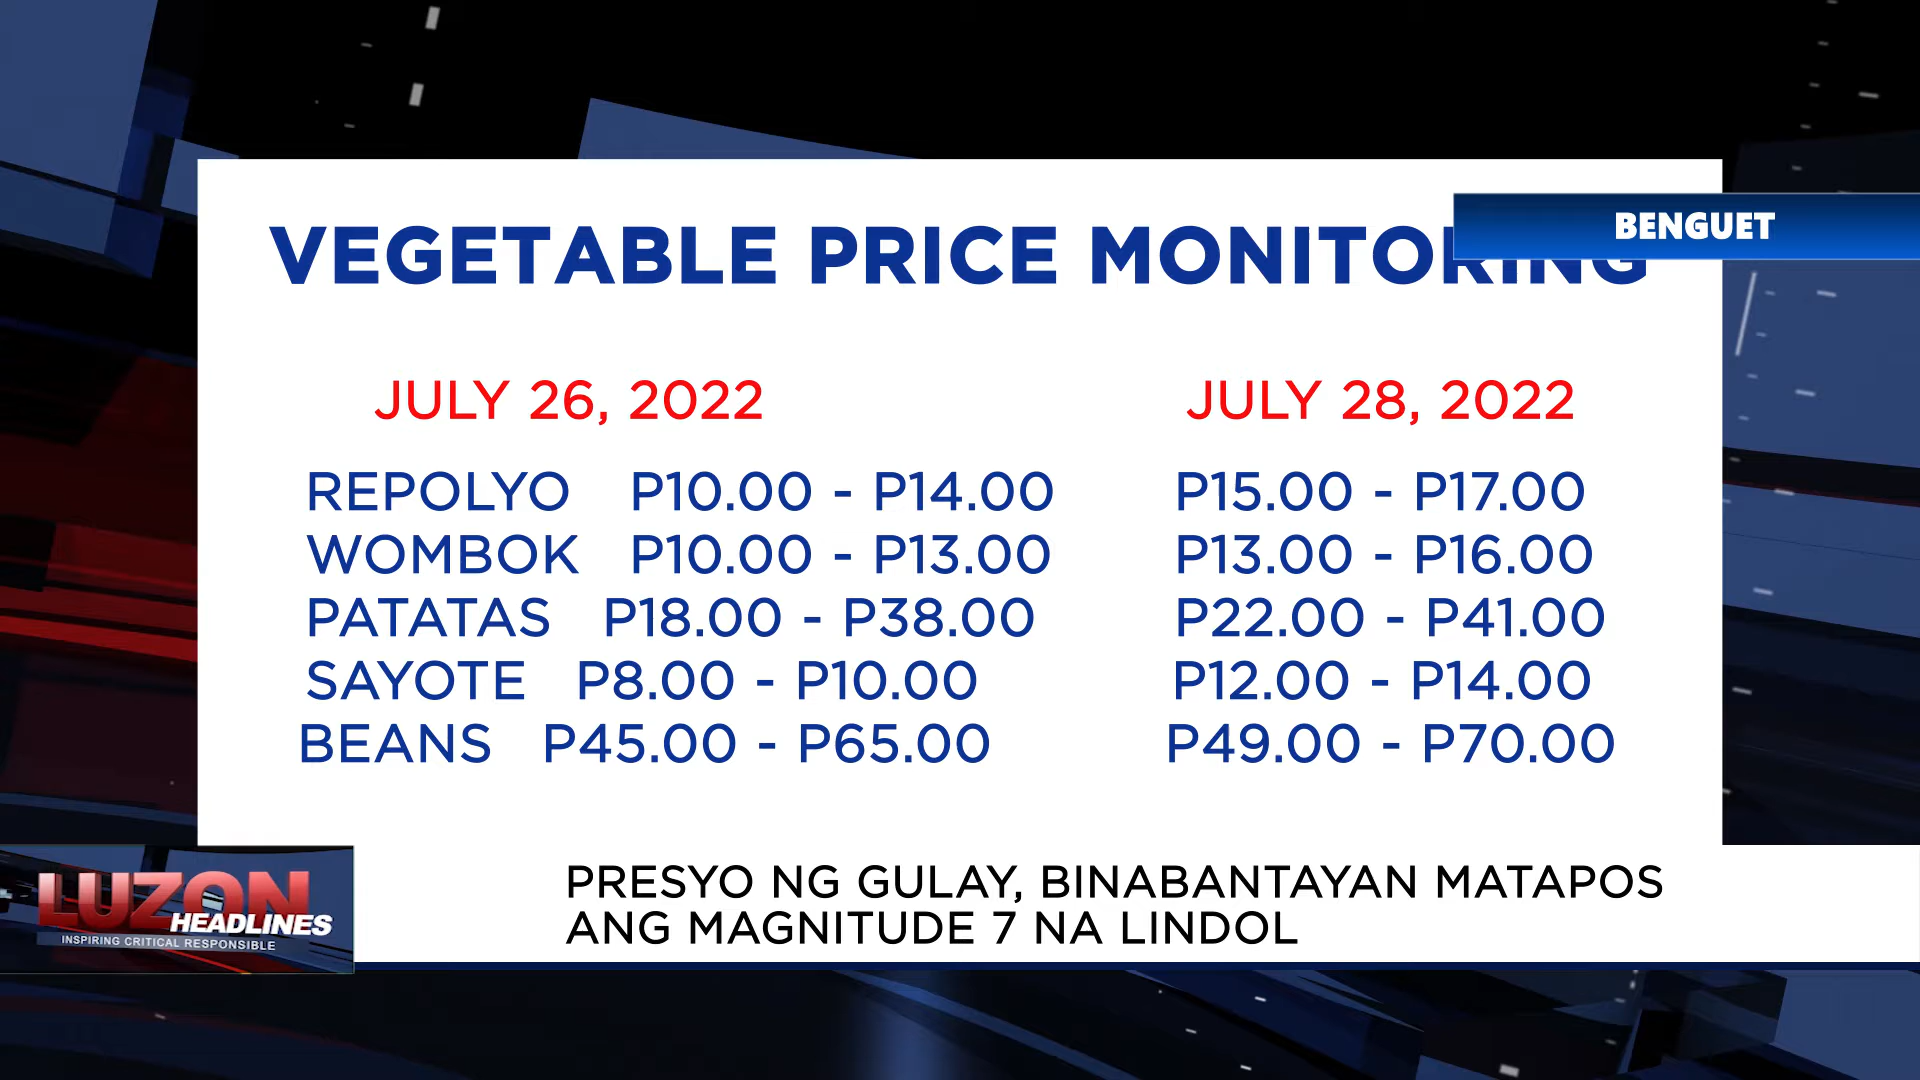 VEGETABLE PRICE MONITORING
BENGUET
JULY 26, 2022 JULY 28, 2022
REPOLYO P10.00 - P14.00 P15.00 - P17.00
WOMBOK P10.00 - P13.00 P13.00 - P16.00
PATATAS P18.00 - P38.00 P22.00 - P41.00
SAYOTE P8.00 - P10.00 P12.00 - P14.00
BEANS P45.00 - P65.00 P49.00 - P70.00
LUZON
HEADLINES
INSPIRING CRITICAL RESPONSIBLE
PRESYO NG GULAY, BINABANTAYAN MATAPOS
ANG MAGNITUDE 7 NA LINDOL